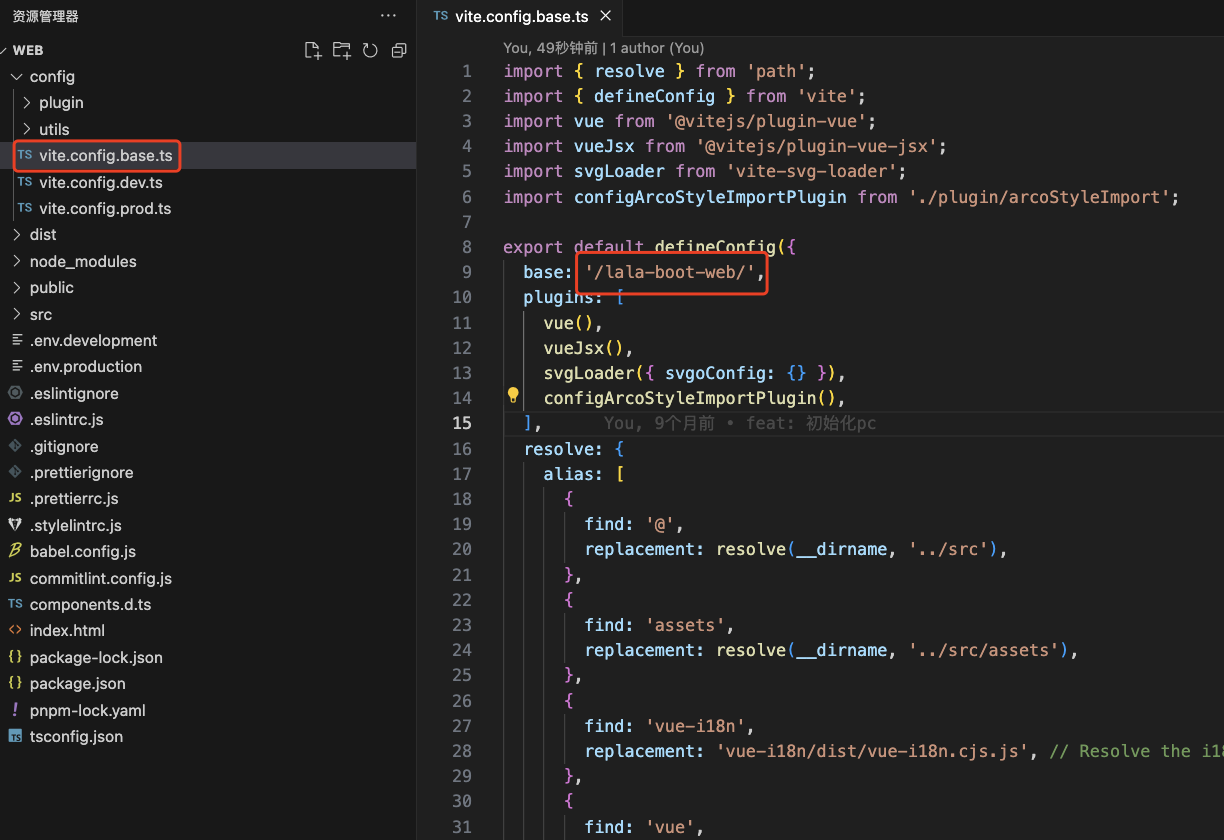 资源管理器
WEB
config
plugin
utils
TS vite.config.base.ts
TS vite.config.dev.ts
TS vite.config.prod.ts
dist
node_modules
public
src
.env.development
.env.production
.eslintignore
.eslintrc.js
.gitignore
.prettierignore
JS .prettierrc.js
.stylelintrc.js
babel.config.js
JS commitlint.config.js
TS components.d.ts
index.html
{} package-lock.json
{} package.json
! pnpm-lock.yaml
TS tsconfig.json
TS vite.config.base.ts
You, 49秒钟前 | 1 author (You)
1 import { resolve } from 'path';
2 import { defineConfig } from 'vite';
3 import vue from '@vitejs/plugin-vue';
4 import vueJsx from '@vitejs/plugin-vue-jsx';
5 import svgLoader from 'vite-svg-loader';
6 import configArcoStyleImportPlugin from './plugin/arcoStyleImport';
7
8 export default defineConfig({
9 base: '/lala-boot-web/',
10 plugins: [
11 vue(),
12 vueJsx(),
13 svgLoader({ svgoConfig: {} }),
14 configArcoStyleImportPlugin(),
15 ], You, 9个月前 • feat: 初始化pc
16 resolve: {
17 alias: [
18 {
19 find: '@',
20 replacement: resolve(__dirname, '../src'),
21 },
22 {
23 find: 'assets',
24 replacement: resolve(__dirname, '../src/assets'),
25 },
26 {
27 find: 'vue-i18n',
28 replacement: 'vue-i18n/dist/vue-i18n.cjs.js', // Resolve the i18
29 },
30 {
31 find: 'vue',